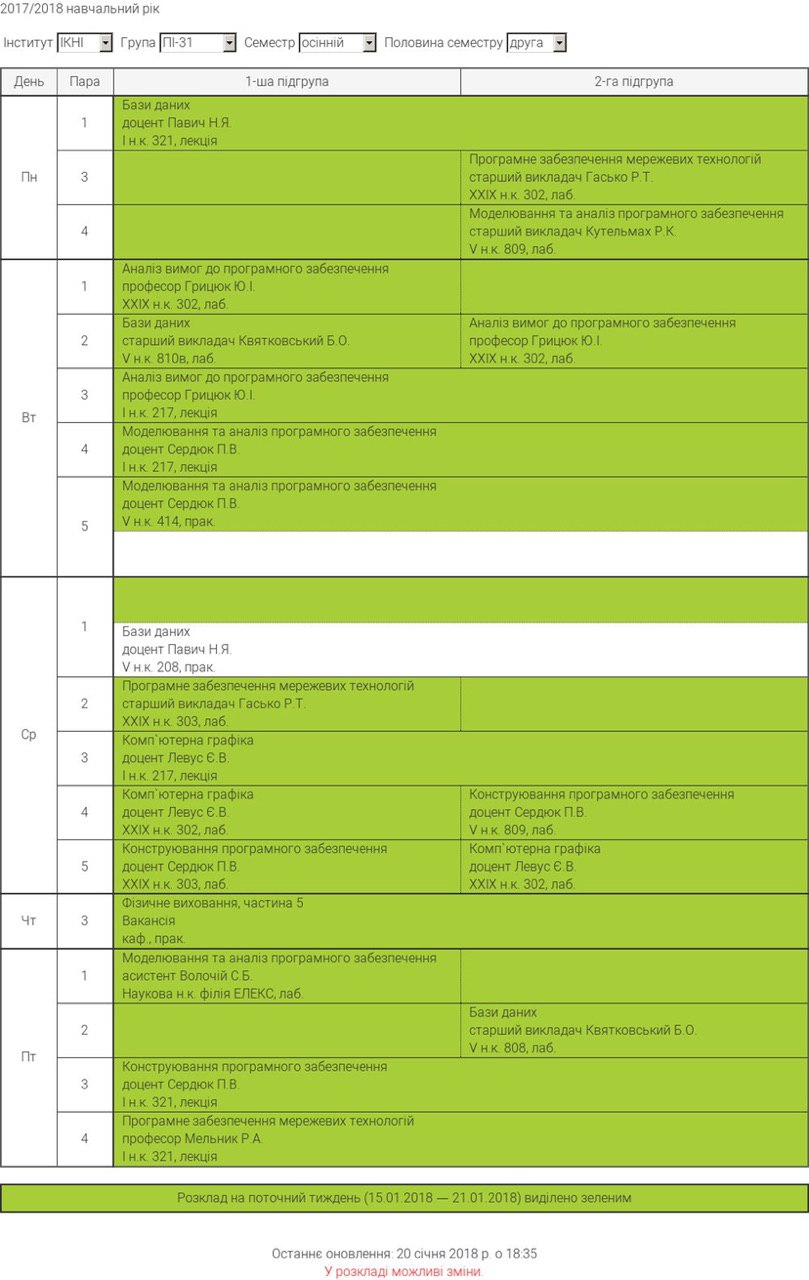 2017/2018 навчальний рік
Інститут ІКНІ Група ПІ-31 Семестр осінній Половина семестру друга
День Пара 1-ша підгрупа 2-га підгрупа
Пн
1
Бази даних
доцент Павич Н.Я.
І н.к. 321, лекція
3
Програмне забезпечення мережевих технологій
старший викладач Гасько Р.Т.
XXIX н.к. 302, лаб.
4
Моделювання та аналіз програмного забезпечення
старший викладач Кутельмах Р.К.
V н.к. 809, лаб.
Вт
1
Аналіз вимог до програмного забезпечення
професор Грицюк Ю.І.
XXIX н.к. 302, лаб.
2
Бази даних
старший викладач Квятковський Б.О.
V н.к. 810в, лаб.
Аналіз вимог до програмного забезпечення
професор Грицюк Ю.І.
XXIX н.к. 302, лаб.
3
Аналіз вимог до програмного забезпечення
професор Грицюк Ю.І.
І н.к. 217, лекція
4
Моделювання та аналіз програмного забезпечення
доцент Сердюк П.В.
І н.к. 217, лекція
5
Моделювання та аналіз програмного забезпечення
доцент Сердюк П.В.
V н.к. 414, прак.
Ср
1
Бази даних
доцент Павич Н.Я.
V н.к. 208, прак.
2
Програмне забезпечення мережевих технологій
старший викладач Гасько Р.Т.
XXIX н.к. 303, лаб.
3
Комп`ютерна графіка
доцент Левус Є.В.
І н.к. 217, лекція
4
Комп`ютерна графіка
доцент Левус Є.В.
XXIX н.к. 302, лаб.
Конструювання програмного забезпечення
доцент Сердюк П.В.
V н.к. 809, лаб.
5
Конструювання програмного забезпечення
доцент Сердюк П.В.
XXIX н.к. 303, лаб.
Комп`ютерна графіка
доцент Левус Є.В.
XXIX н.к. 302, лаб.
Чт
3
Фізичне виховання, частина 5
Вакансія
каф., прак.
Пт
1
Моделювання та аналіз програмного забезпечення
асистент Волочій С.Б.
Наукова н.к. філія ЕЛЕКС, лаб.
2
Бази даних
старший викладач Квятковський Б.О.
V н.к. 808, лаб.
3
Конструювання програмного забезпечення
доцент Сердюк П.В.
І н.к. 321, лекція
4
Програмне забезпечення мережевих технологій
професор Мельник Р.А.
І н.к. 321, лекція
Розклад на поточний тиждень (15.01.2018 — 21.01.2018) виділено зеленим
Останнє оновлення: 20 січня 2018 р. о 18:35
У розкладі можливі зміни.